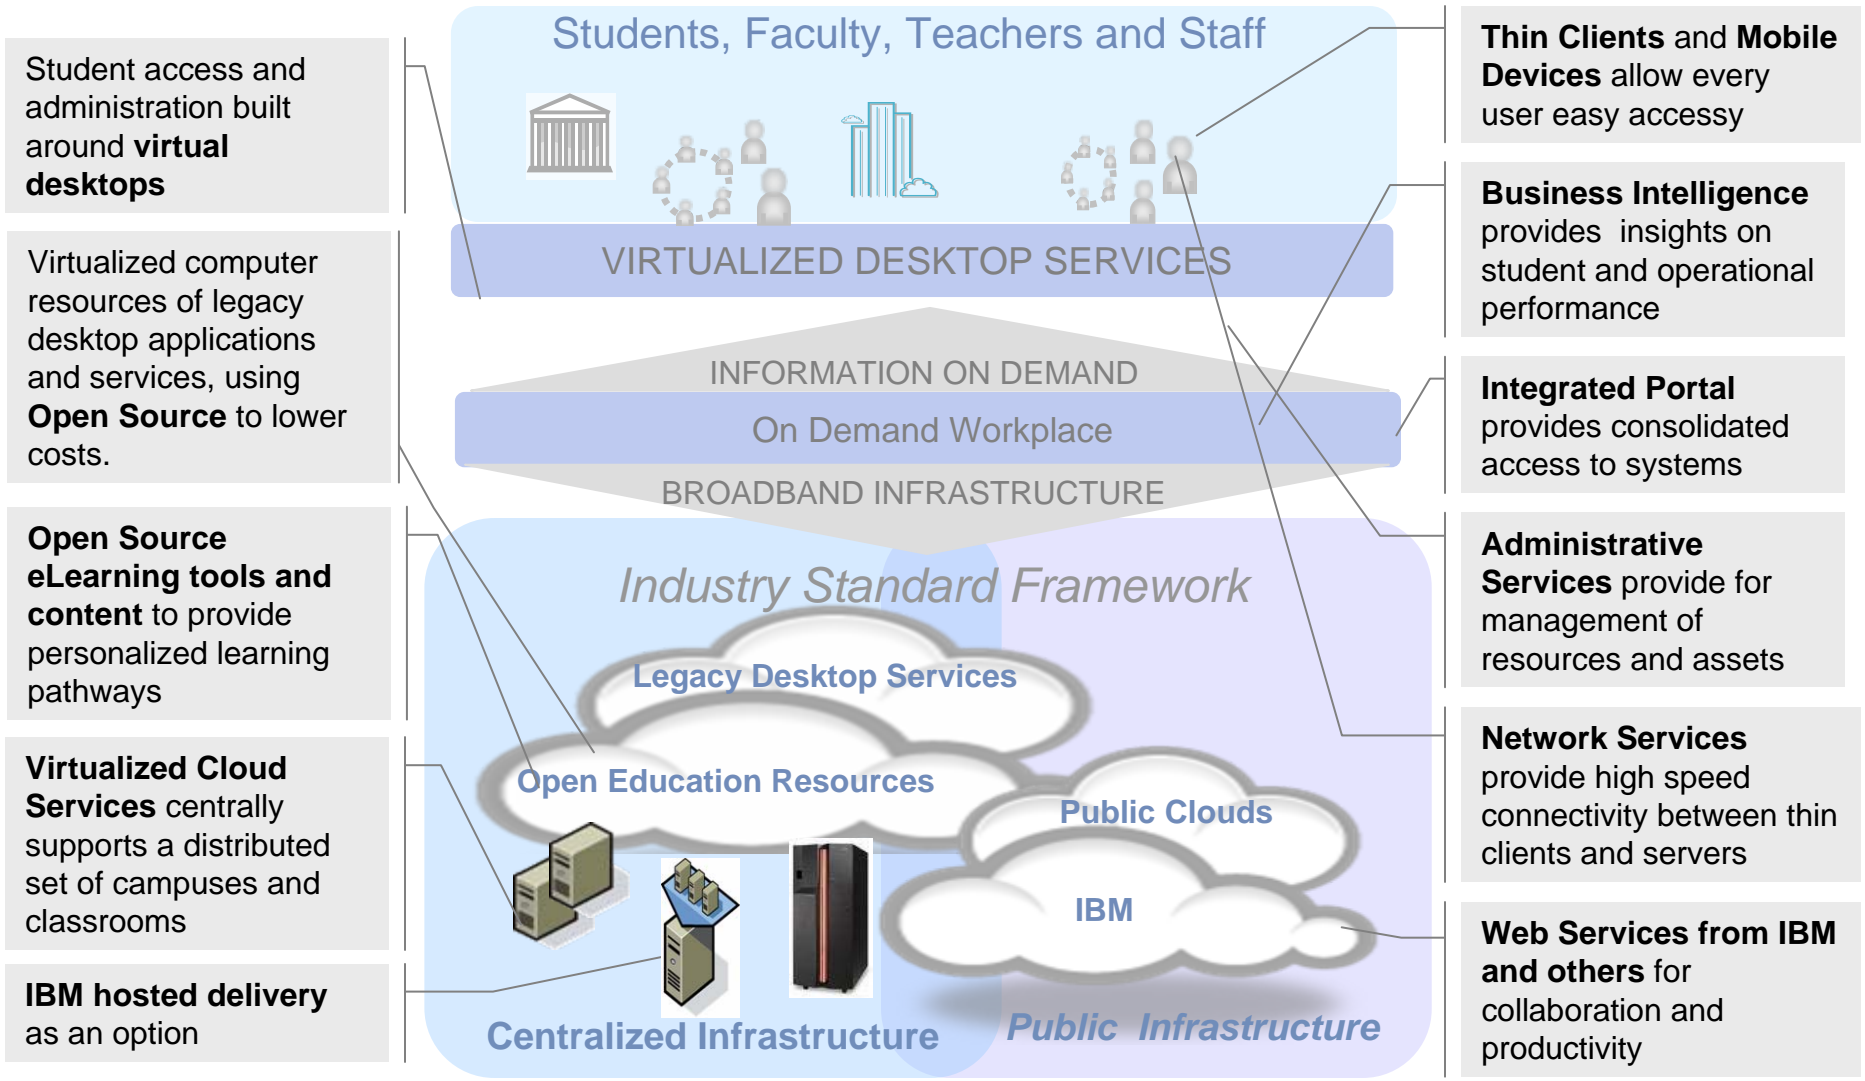 Students, Faculty, Teachers and Staff
Student access and
administration built
around virtual
desktops
Virtualized computer
resources of legacy
desktop applications
and services, using
Open Source to lower
costs.
Open Source
eLearning tools and
content to provide
personalized learning
pathways
Virtualized Cloud
Services centrally
supports a distributed
set of campuses and
classrooms
IBM hosted delivery
as an option
VIRTUALIZED DESKTOP SERVICES
INFORMATION ON DEMAND
On Demand Workplace
BROADBAND INFRASTRUCTURE
Industry Standard Framework
Legacy Desktop Services
Open Education Resources
Public Clouds
IBM
Centralized Infrastructure
Public Infrastructure
Thin Clients and Mobile
Devices allow every
user easy accessy
Business Intelligence
provides insights on
student and operational
performance
Integrated Portal
provides consolidated
access to systems
Administrative
Services provide for
management of
resources and assets
Network Services
provide high speed
connectivity between thin
clients and servers
Web Services from IBM
and others for
collaboration and
productivity